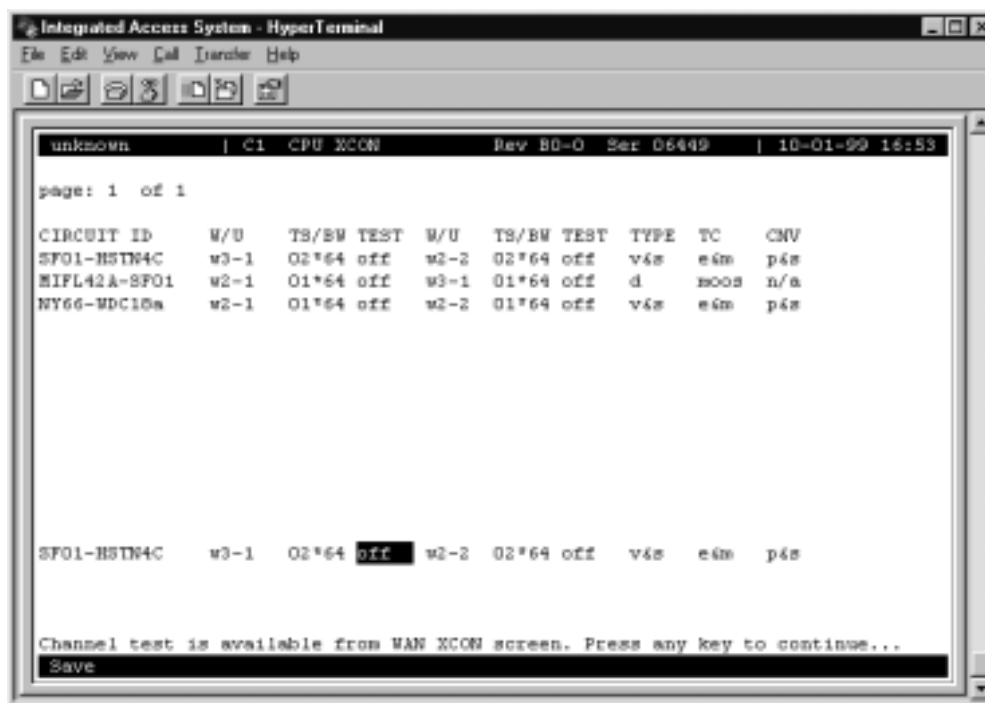 Integrated Access System - HyperTerminal
File Edit View Call Transfer Help
unknown | C1 CPU XCON Rev B0-0 Ser 06449 | 10-01-99 16:53
page: 1 of 1
CIRCUIT ID W/U TS/BW TEST W/U TS/BW TEST TYPE TC CNV
SF01-HSTN4C w3-1 02*64 off w2-2 02*64 off v&s e&m p&s
MIFL42A-SF01 w2-1 01*64 off w3-1 01*64 off d moos n/a
NY66-WDC18a w2-1 01*64 off w2-2 01*64 off v&s e&m p&s
SF01-HSTN4C w3-1 02*64 off w2-2 02*64 off v&s e&m p&s
Channel test is available from WAN XCON screen. Press any key to continue...
Save